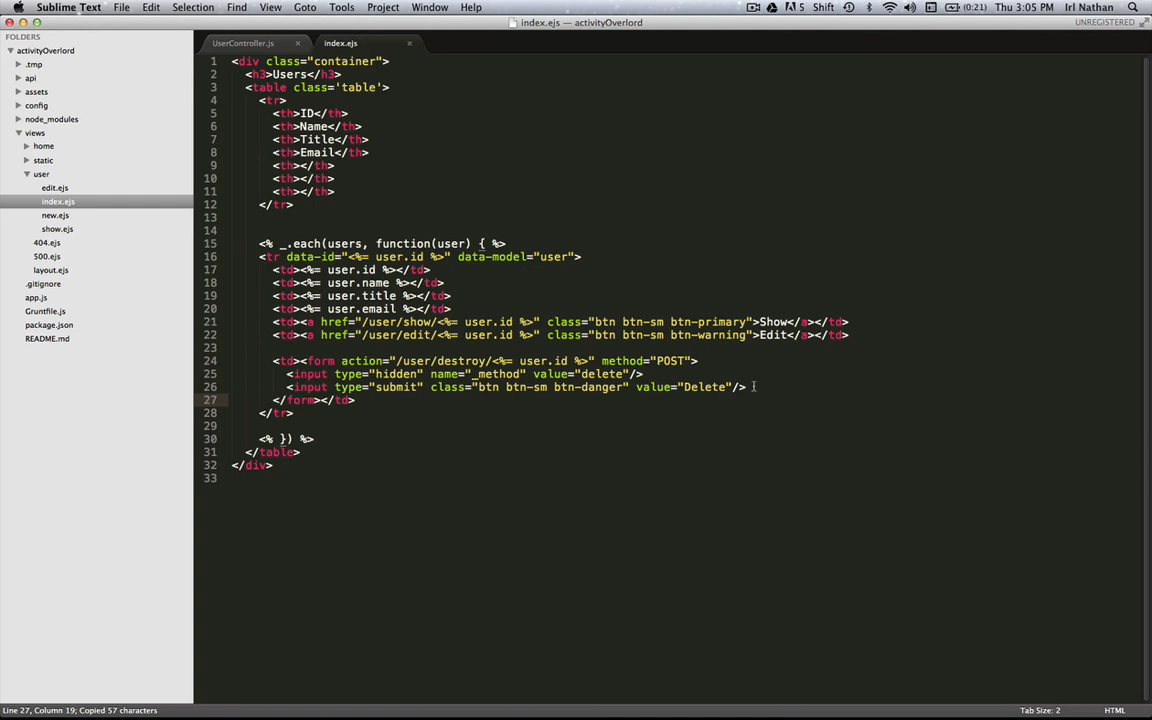 Sublime Text File Edit Selection Find View Goto Tools Project Window Help 5 Shift (0:21) Thu 3:05 PM Irl Nathan
index.ejs — activityOverlord UNREGISTERED
FOLDERS
activityOverlord
.tmp
api
assets
config
node_modules
views
home
static
user
edit.ejs
index.ejs
new.ejs
show.ejs
404.ejs
500.ejs
layout.ejs
.gitignore
app.js
Gruntfile.js
package.json
README.md
UserController.js × index.ejs ×
1 <div class="container">
2 <h3>Users</h3>
3 <table class='table'>
4 <tr>
5 <th>ID</th>
6 <th>Name</th>
7 <th>Title</th>
8 <th>Email</th>
9 <th></th>
10 <th></th>
11 <th></th>
12 </tr>
13
14
15 <% _.each(users, function(user) { %>
16 <tr data-id="<%= user.id %>" data-model="user">
17 <td><%= user.id %></td>
18 <td><%= user.name %></td>
19 <td><%= user.title %></td>
20 <td><%= user.email %></td>
21 <td><a href="/user/show/<%= user.id %>" class="btn btn-sm btn-primary">Show</a></td>
22 <td><a href="/user/edit/<%= user.id %>" class="btn btn-sm btn-warning">Edit</a></td>
23
24 <td><form action="/user/destroy/<%= user.id %>" method="POST">
25 <input type="hidden" name="_method" value="delete"/>
26 <input type="submit" class="btn btn-sm btn-danger" value="Delete"/>
27 </form></td>
28 </tr>
29
30 <% }) %>
31 </table>
32 </div>
33
Line 27, Column 19; Copied 57 characters Tab Size: 2 HTML